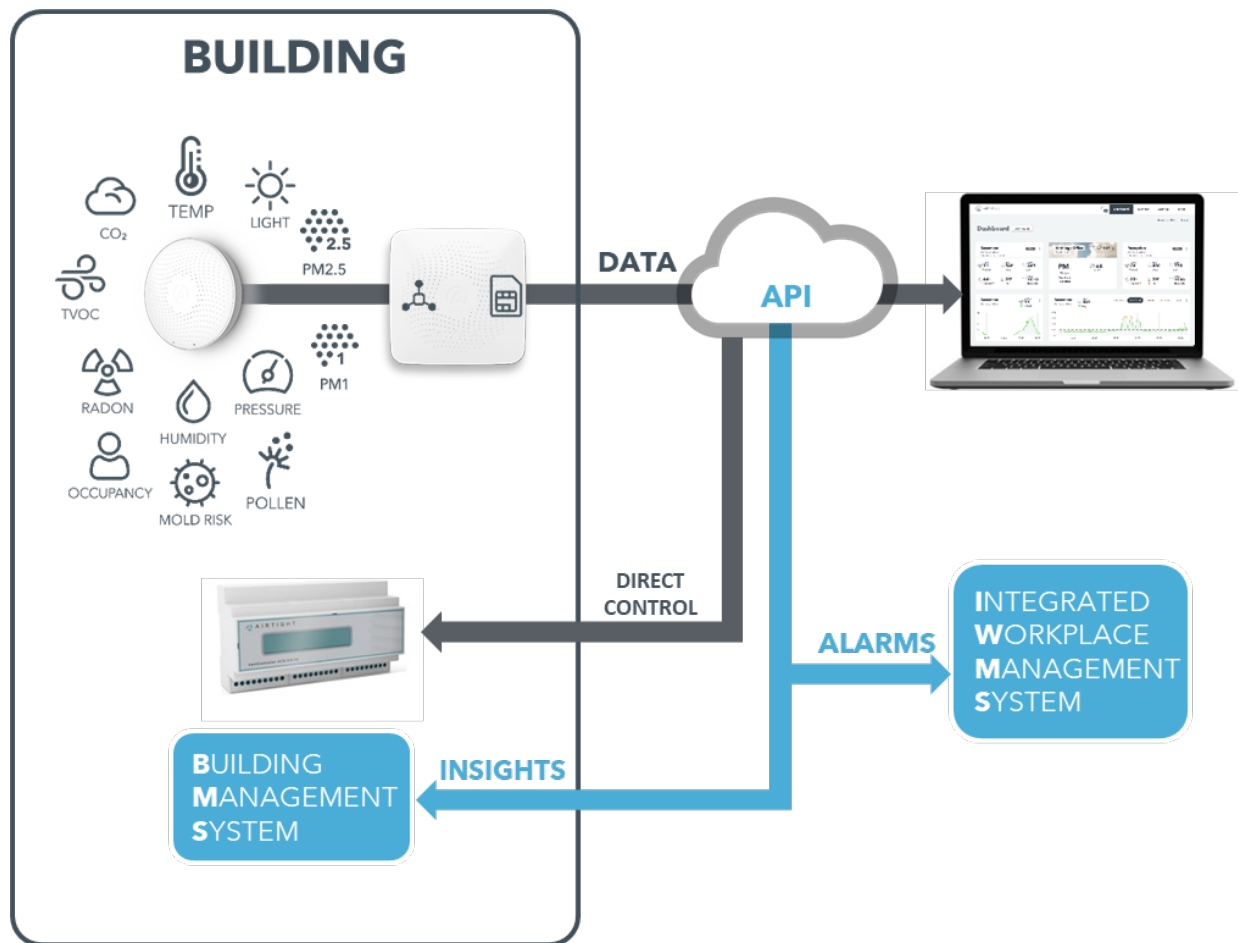 BUILDING
TEMP
LIGHT
CO₂
2.5
PM2.5
TVOC
DATA
API
Dashboard
1
PM1
RADON
HUMIDITY
PRESSURE
OCCUPANCY
MOLD RISK
POLLEN
DIRECT
CONTROL
AIRTIGHT
ALARMS
INTEGRATED
WORKPLACE
MANAGEMENT
SYSTEM
INSIGHTS
BUILDING
MANAGEMENT
SYSTEM